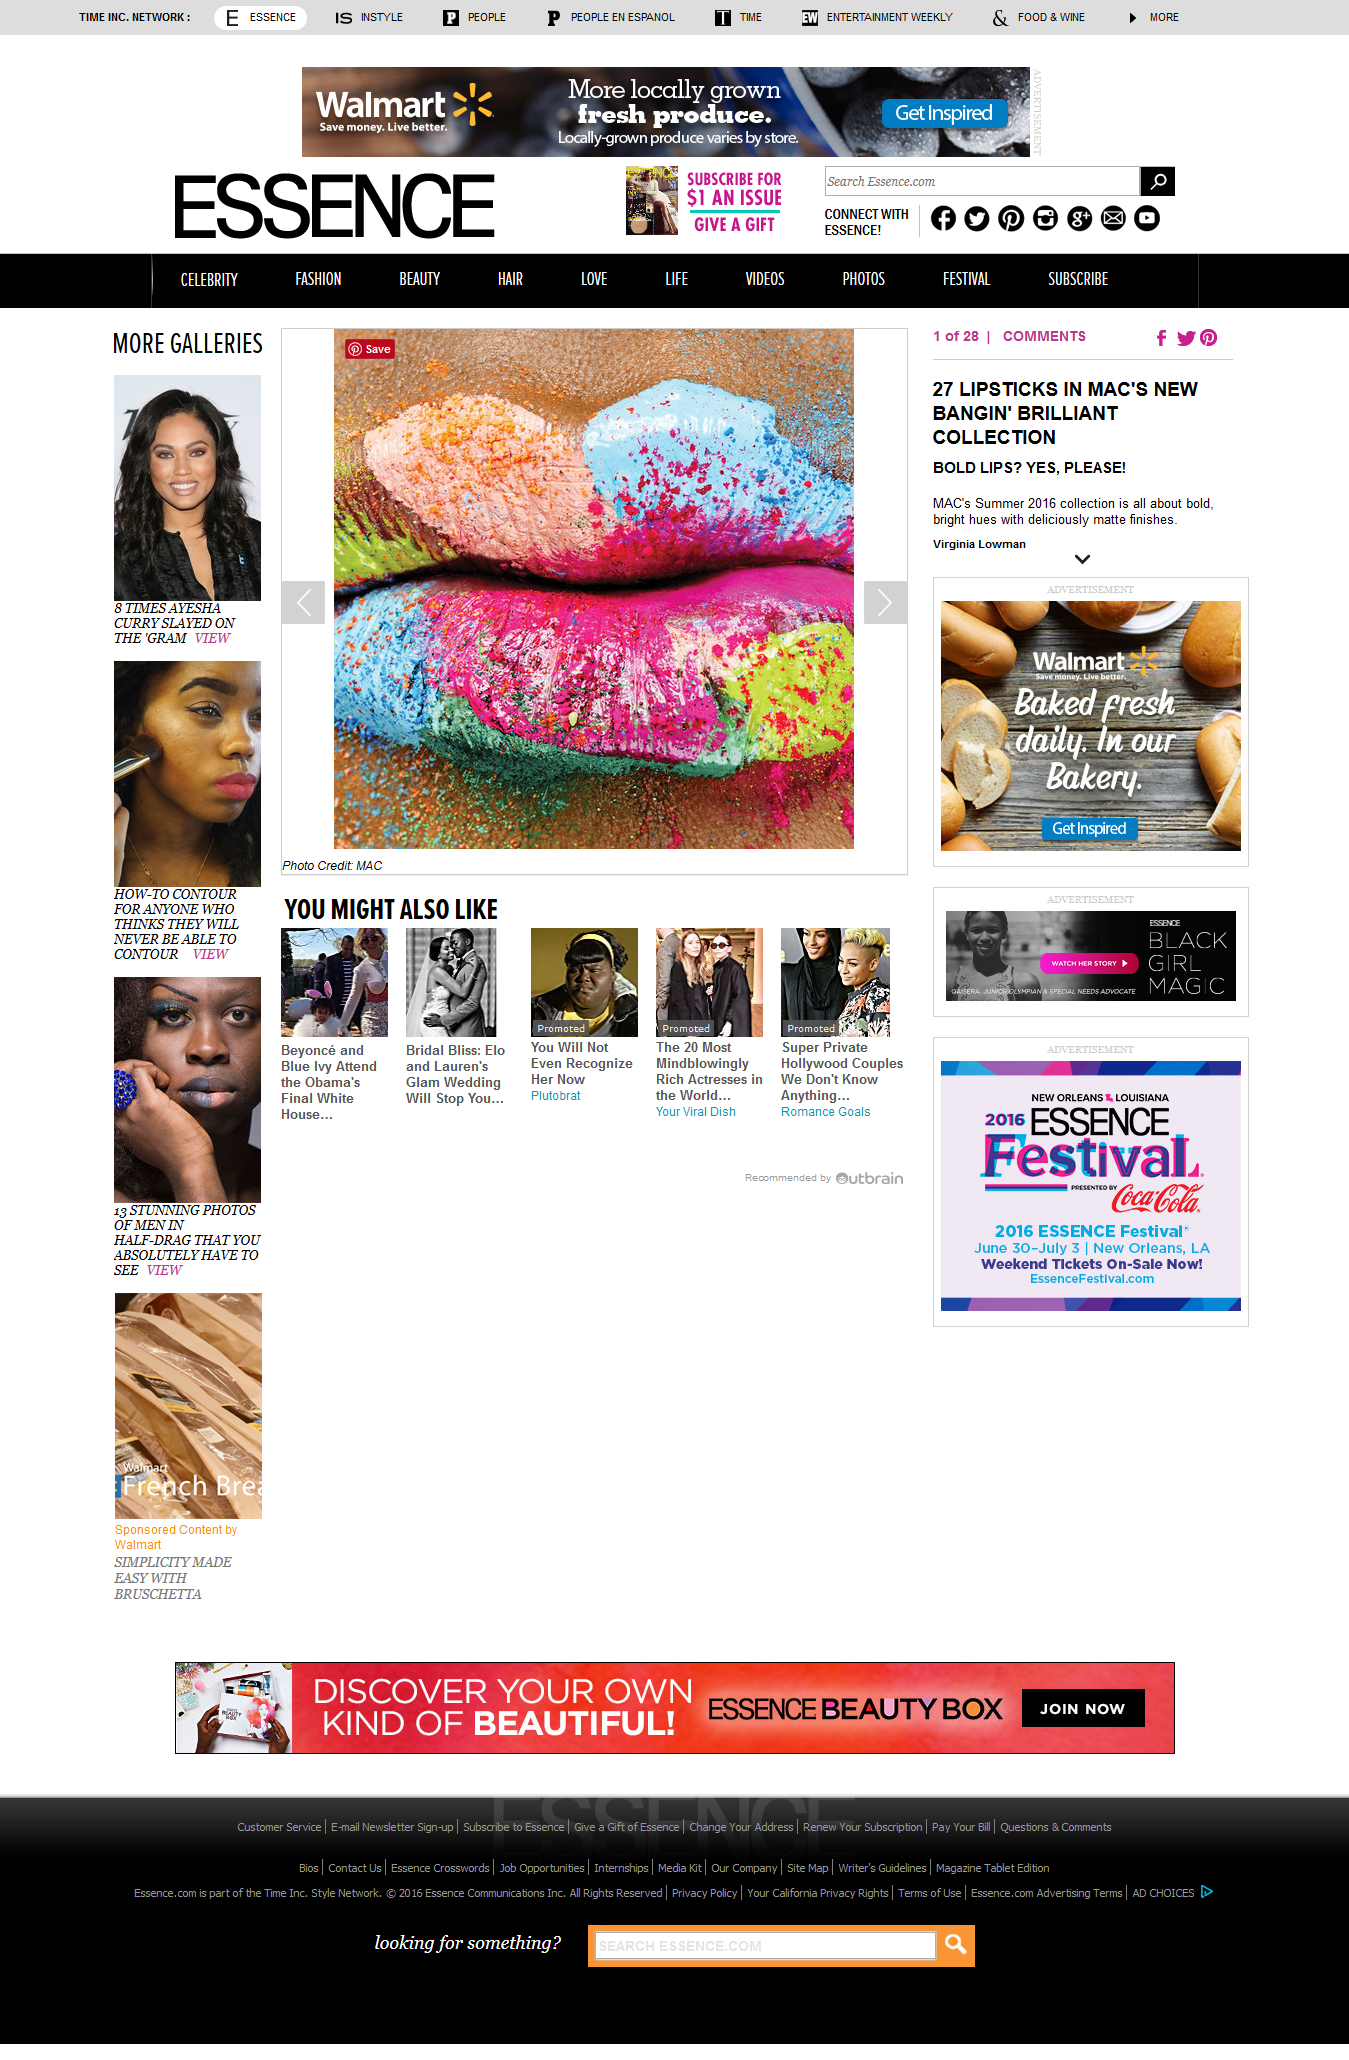 TIME INC. NETWORK :
ESSENCE
IS INSTYLE
PEOPLE
PEOPLE EN ESPANOL
TIME
EW ENTERTAINMENT WEEKLY
& FOOD & WINE
MORE
Walmart
Save money. Live better.
More locally grown
fresh produce.
Locally-grown produce varies by store.
Get Inspired
ADVERTISEMENT
ESSENCE
SUBSCRIBE FOR
$1 AN ISSUE
GIVE A GIFT
Search Essence.com
CONNECT WITH
ESSENCE!
CELEBRITY
FASHION
BEAUTY
HAIR
LOVE
LIFE
VIDEOS
PHOTOS
FESTIVAL
SUBSCRIBE
MORE GALLERIES
8 TIMES AYESHA
CURRY SLAYED ON
THE 'GRAM VIEW
HOW-TO CONTOUR
FOR ANYONE WHO
THINKS THEY WILL
NEVER BE ABLE TO
CONTOUR VIEW
13 STUNNING PHOTOS
OF MEN IN
HALF-DRAG THAT YOU
ABSOLUTELY HAVE TO
SEE VIEW
Walmart
French Brea
Sponsored Content by
Walmart
SIMPLICITY MADE
EASY WITH
BRUSCHETTA
Save
Photo Credit: MAC
YOU MIGHT ALSO LIKE
Beyoncé and
Blue Ivy Attend
the Obama's
Final White
House...
Bridal Bliss: Elo
and Lauren's
Glam Wedding
Will Stop You...
Promoted
You Will Not
Even Recognize
Her Now
Plutobrat
Promoted
The 20 Most
Mindblowingly
Rich Actresses in
the World...
Your Viral Dish
Promoted
Super Private
Hollywood Couples
We Don't Know
Anything...
Romance Goals
Recommended by Outbrain
1 of 28 | COMMENTS
27 LIPSTICKS IN MAC'S NEW
BANGIN' BRILLIANT
COLLECTION
BOLD LIPS? YES, PLEASE!
MAC's Summer 2016 collection is all about bold,
bright hues with deliciously matte finishes.
Virginia Lowman
ADVERTISEMENT
Walmart
Save money. Live better.
Baked fresh
daily. In our
Bakery.
Get Inspired
ADVERTISEMENT
ESSENCE
BLACK
GIRL
MAGIC
WATCH HER STORY
QAISERA, JUNIOR OLYMPIAN & SPECIAL NEEDS ADVOCATE
ADVERTISEMENT
NEW ORLEANS LOUISIANA
2016 ESSENCE
Festival
PRESENTED BY
Coca-Cola
2016 ESSENCE Festival®
June 30–July 3 | New Orleans, LA
Weekend Tickets On-Sale Now!
EssenceFestival.com
BEAUTY
BOX
DISCOVER YOUR OWN
KIND OF BEAUTIFUL!
ESSENCE BEAUTY BOX
JOIN NOW
ESSENCE
Customer Service | E-mail Newsletter Sign-up | Subscribe to Essence | Give a Gift of Essence | Change Your Address | Renew Your Subscription | Pay Your Bill | Questions & Comments
Bios | Contact Us | Essence Crosswords | Job Opportunities | Internships | Media Kit | Our Company | Site Map | Writer's Guidelines | Magazine Tablet Edition
Essence.com is part of the Time Inc. Style Network. © 2016 Essence Communications Inc. All Rights Reserved | Privacy Policy | Your California Privacy Rights | Terms of Use | Essence.com Advertising Terms | AD CHOICES
looking for something?
SEARCH ESSENCE.COM